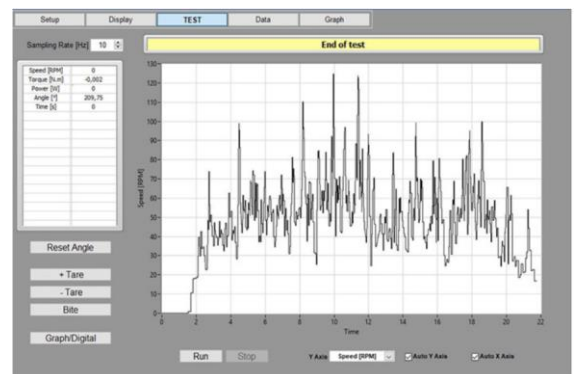 Setup Display TEST Data Graph
Sampling Rate [Hz] 10
End of test
Speed [RPM] 0
Torque [N.m] -0,002
Power [W] 0
Angle [°] 209,75
Time [s] 0
Reset Angle
+ Tare
- Tare
Bite
Graph/Digital
130-
120-
110-
100-
90-
80-
70-
60-
50-
40-
30-
20-
10-
0-
Speed [RPM]
0 2 4 6 8 10 12 14 16 18 20 22
Time
Run Stop Y Axis Speed [RPM] Auto Y Axis Auto X Axis